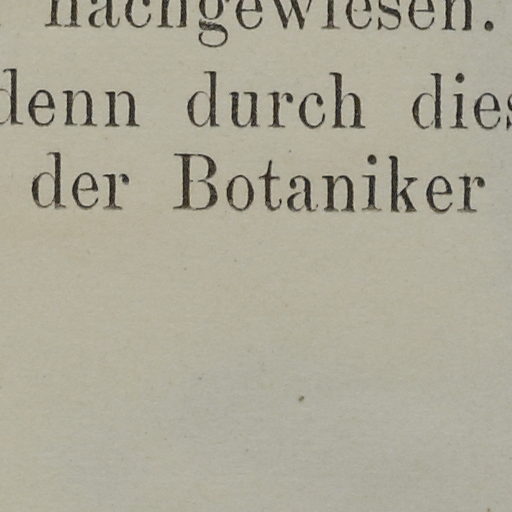 nachgewiesen.
denn durch dies
der Botaniker